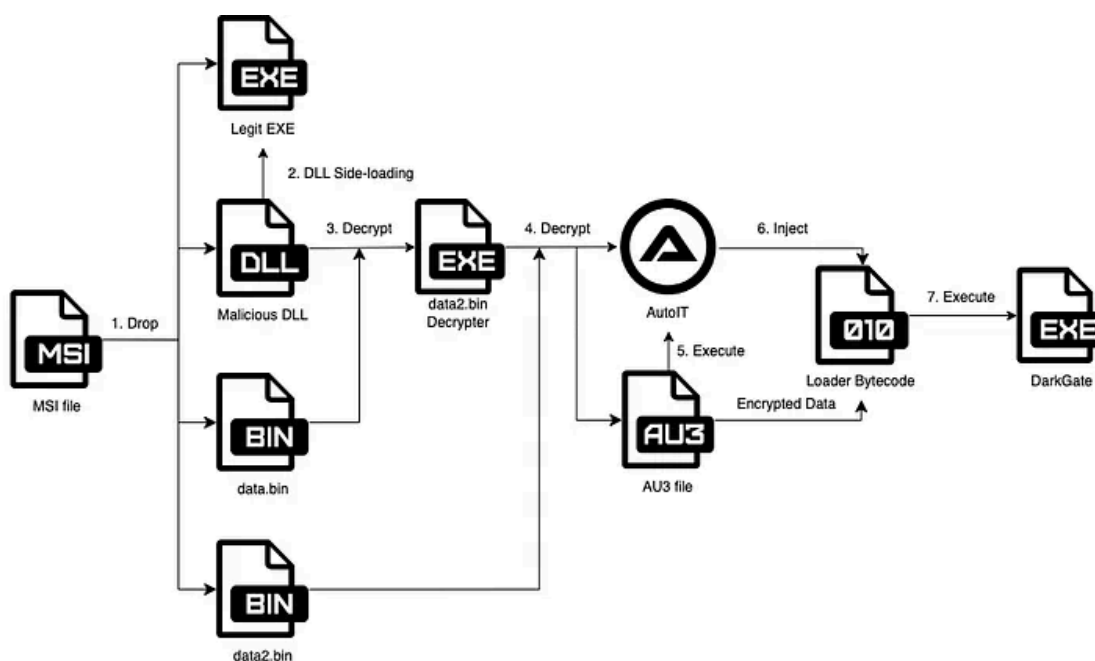 EXE
Legit EXE
2. DLL Side-loading
DLL
Malicious DLL
3. Decrypt
EXE
data2.bin
Decrypter
4. Decrypt
AutoIT
6. Inject
1. Drop
MSI
MSI file
5. Execute
010
Loader Bytecode
7. Execute
EXE
DarkGate
BIN
data.bin
AU3
AU3 file
Encrypted Data
BIN
data2.bin